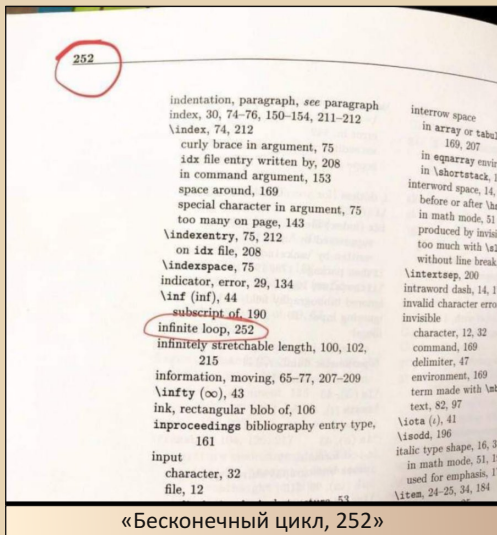 252
indentation, paragraph, see paragraph
index, 30, 74–76, 150–154, 211–212
\index, 74, 212
curly brace in argument, 75
idx file entry written by, 208
in command argument, 153
space around, 169
special character in argument, 75
too many on page, 143
\indexentry, 75, 212
on idx file, 208
\indexspace, 75
indicator, error, 29, 134
\inf (inf), 44
subscript of, 190
infinite loop, 252
infinitely stretchable length, 100, 102,
215
information, moving, 65–77, 207–209
\infty (∞), 43
ink, rectangular blob of, 106
inproceedings bibliography entry type,
161
input
character, 32
file, 12
53
interrow space
in array or
169, 207
in eqnarray
in \shortstack,
interword space, 14,
before or after
in math mode, 51
produced by
too much with
without line
\intextsep, 200
intraword dash, 14,
invalid character
invisible
character, 12, 32
command, 169
delimiter, 47
environment, 169
term made with
text, 82, 97
\iota (ι), 41
\isodd, 196
italic type shape, 16,
in math mode, 51,
used for emphasis,
\item, 24–25, 34, 184
«Бесконечный цикл, 252»